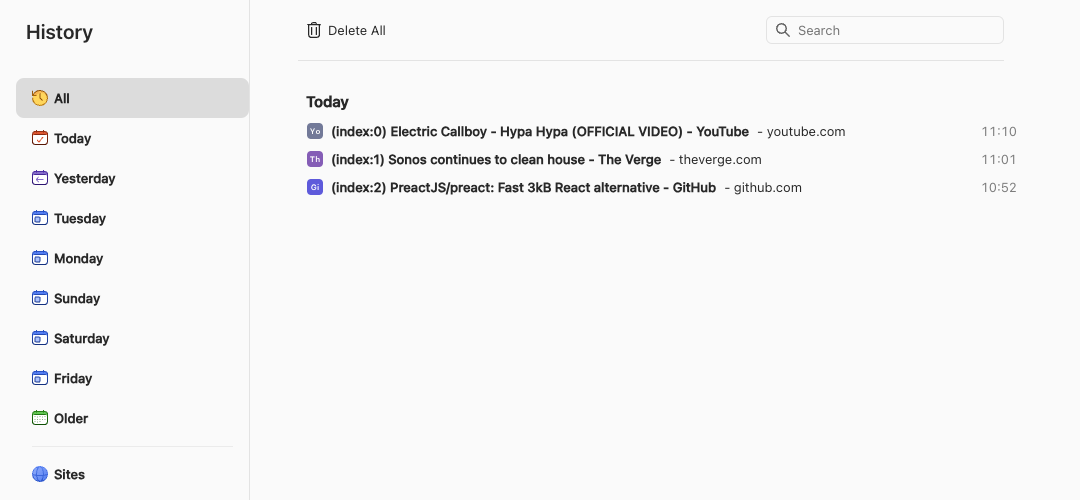 History
All
Today
Yesterday
Tuesday
Monday
Sunday
Saturday
Friday
Older
Sites
Delete All
Search
Today
Yo (index:0) Electric Callboy - Hypa Hypa (OFFICIAL VIDEO) - YouTube - youtube.com 11:10
Th (index:1) Sonos continues to clean house - The Verge - theverge.com 11:01
Gi (index:2) PreactJS/preact: Fast 3kB React alternative - GitHub - github.com 10:52